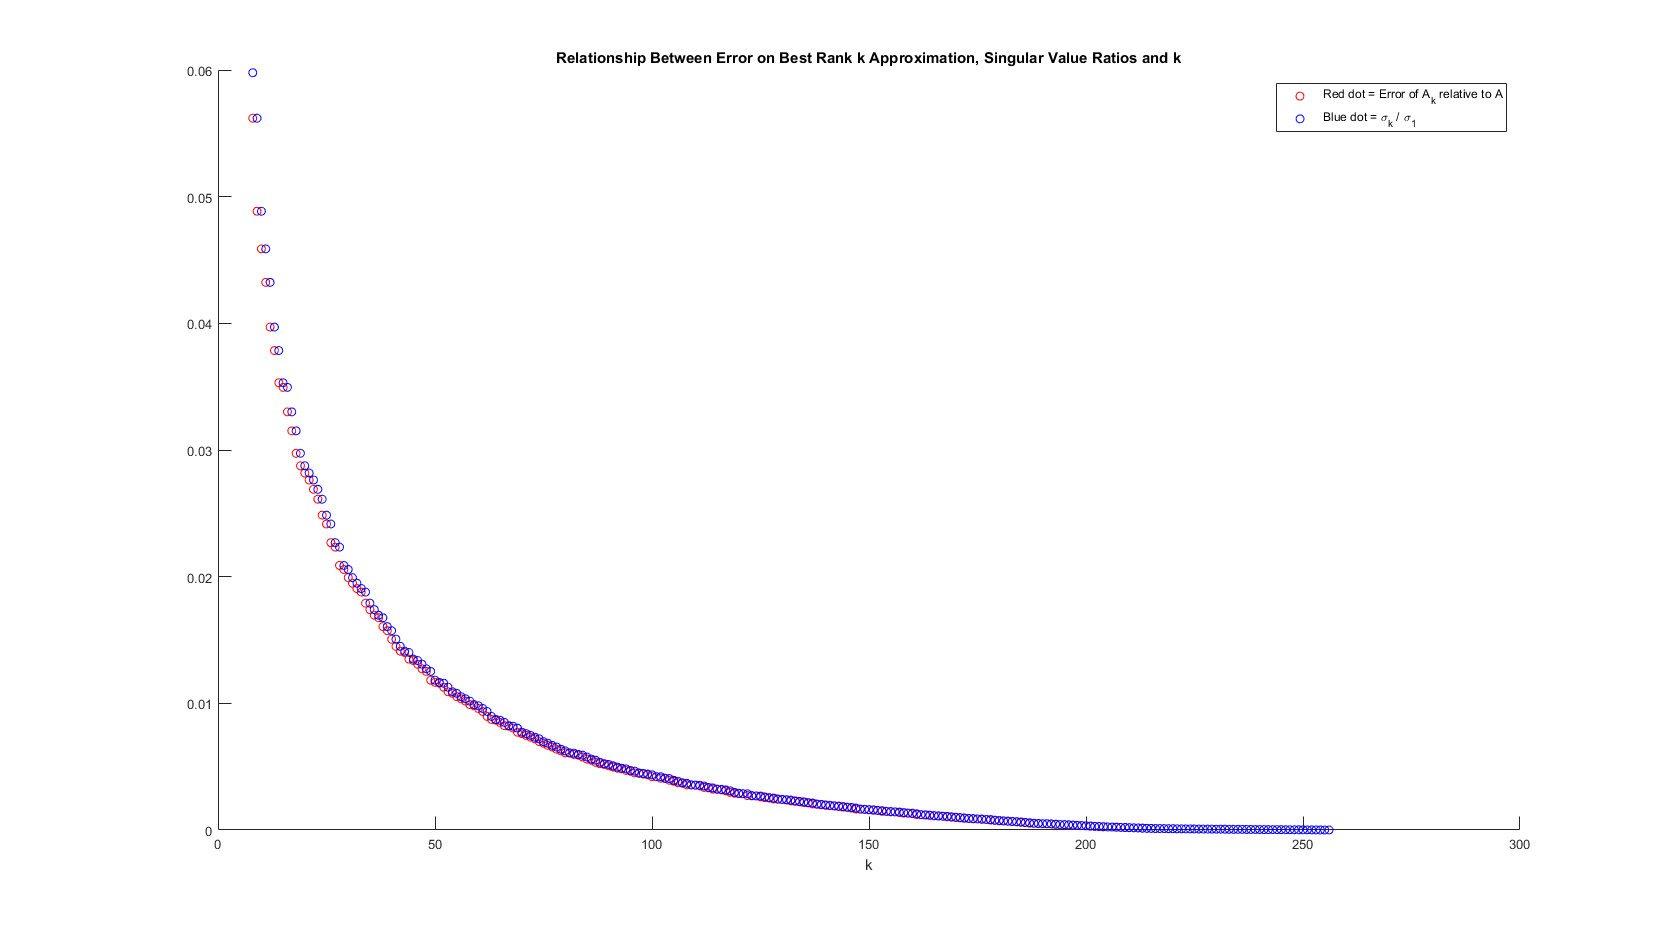 Relationship Between Error on Best Rank k Approximation, Singular Value Ratios and k
Red dot = Error of A_k relative to A
Blue dot = σ_k / σ_1
0.06
0.05
0.04
0.03
0.02
0.01
0
0 50 100 150 200 250 300
k